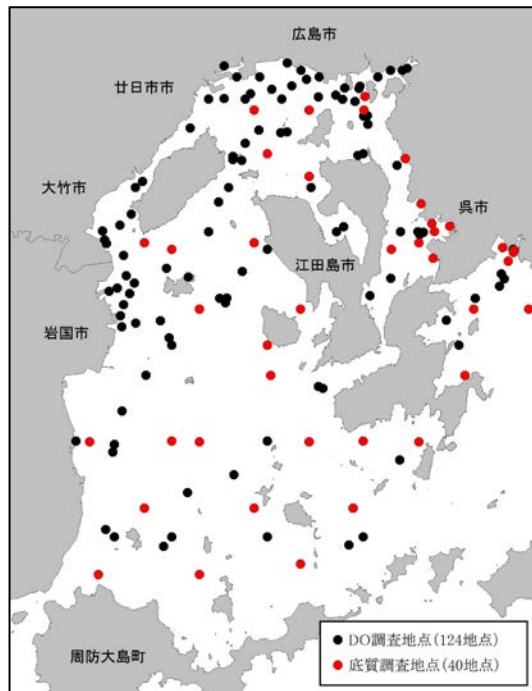 広島市
廿日市市
大竹市
呉市
江田島市
岩国市
DO調査地点(124地点)
底質調査地点(40地点)
周防大島町